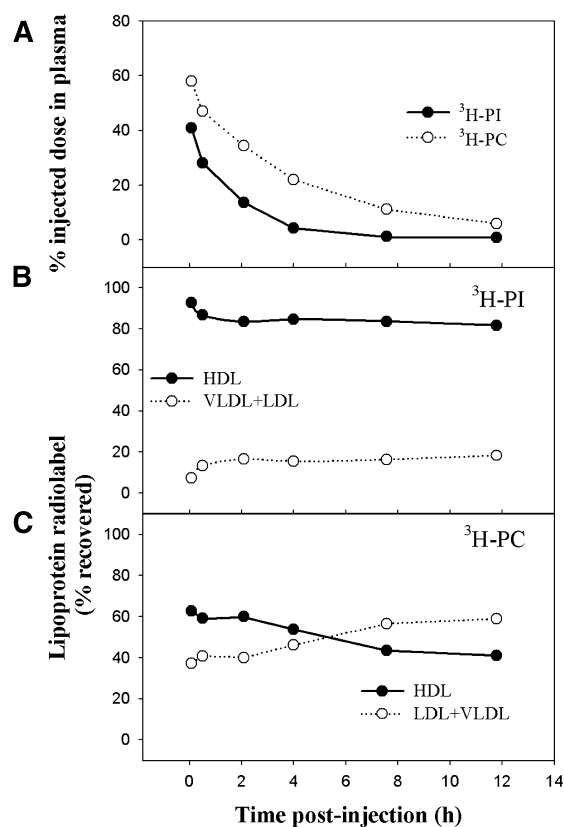 A
% injected dose in plasma
80
60
40
20
0
³H-PI
³H-PC
B
³H-PI
100
80
60
40
20
0
HDL
VLDL+LDL
Lipoprotein radiolabel
(% recovered)
C
³H-PC
100
80
60
40
20
0
HDL
LDL+VLDL
0 2 4 6 8 10 12 14
Time post-injection (h)